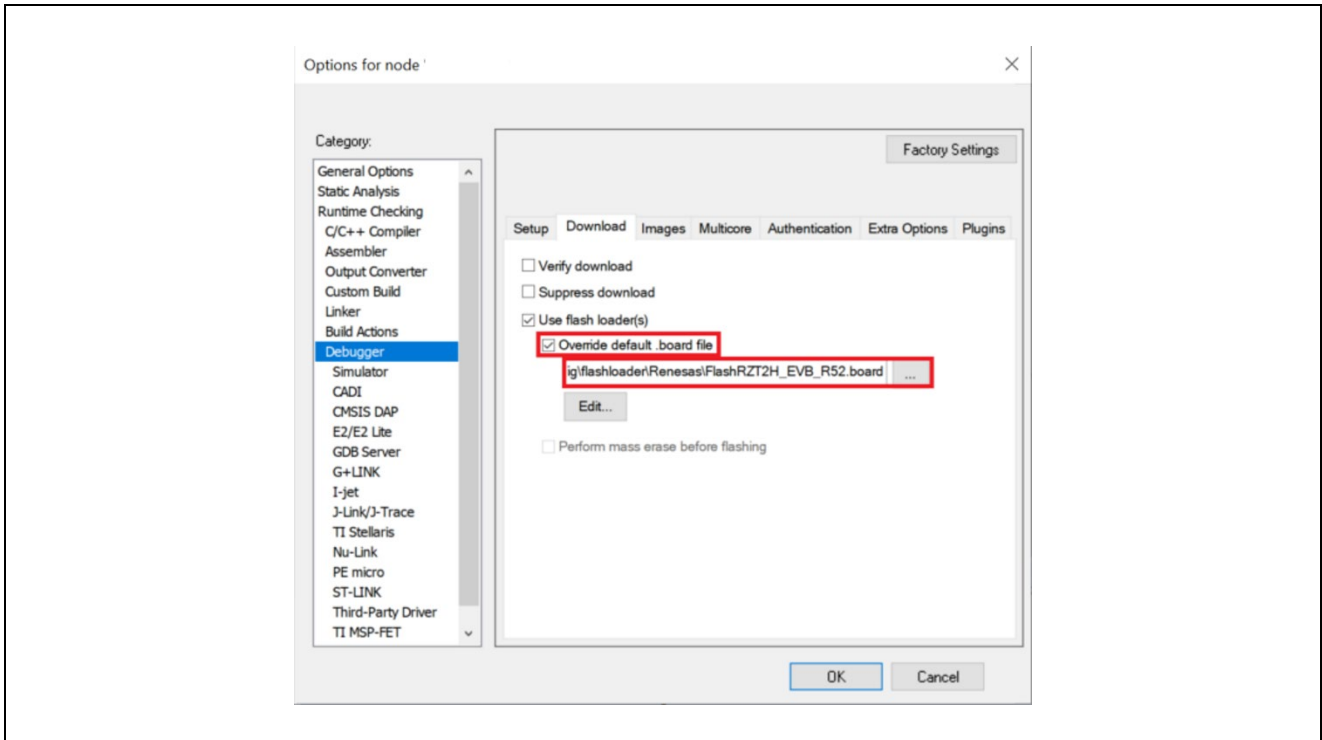 Options for node '
Category:
Factory Settings
General Options
Static Analysis
Runtime Checking
C/C++ Compiler
Assembler
Output Converter
Custom Build
Linker
Build Actions
Debugger
Simulator
CADI
CMSIS DAP
E2/E2 Lite
GDB Server
G+LINK
I-jet
J-Link/J-Trace
TI Stellaris
Nu-Link
PE micro
ST-LINK
Third-Party Driver
TI MSP-FET
Setup Download Images Multicore Authentication Extra Options Plugins
Verify download
Suppress download
Use flash loader(s)
Override default .board file
ig\flashloader\Renesas\FlashRZT2H_EVB_R52.board ...
Edit...
Perform mass erase before flashing
OK Cancel